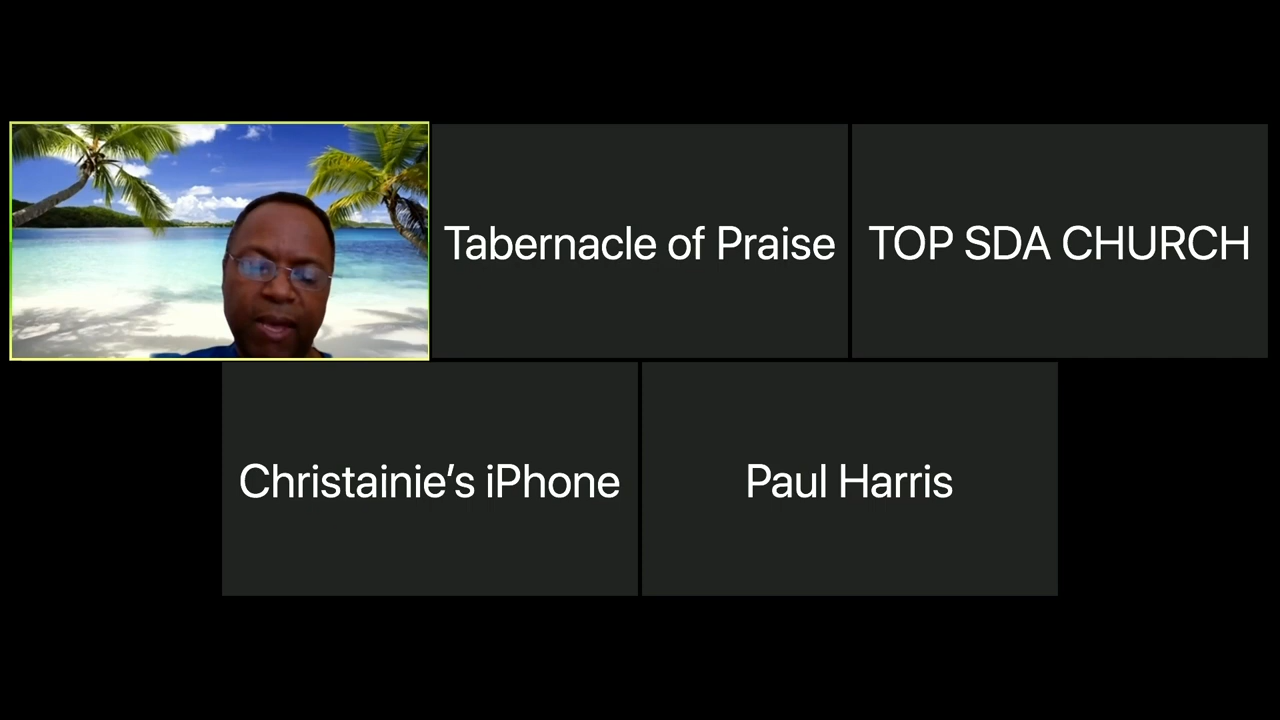 Tabernacle of Praise
TOP SDA CHURCH
Christainie’s iPhone
Paul Harris